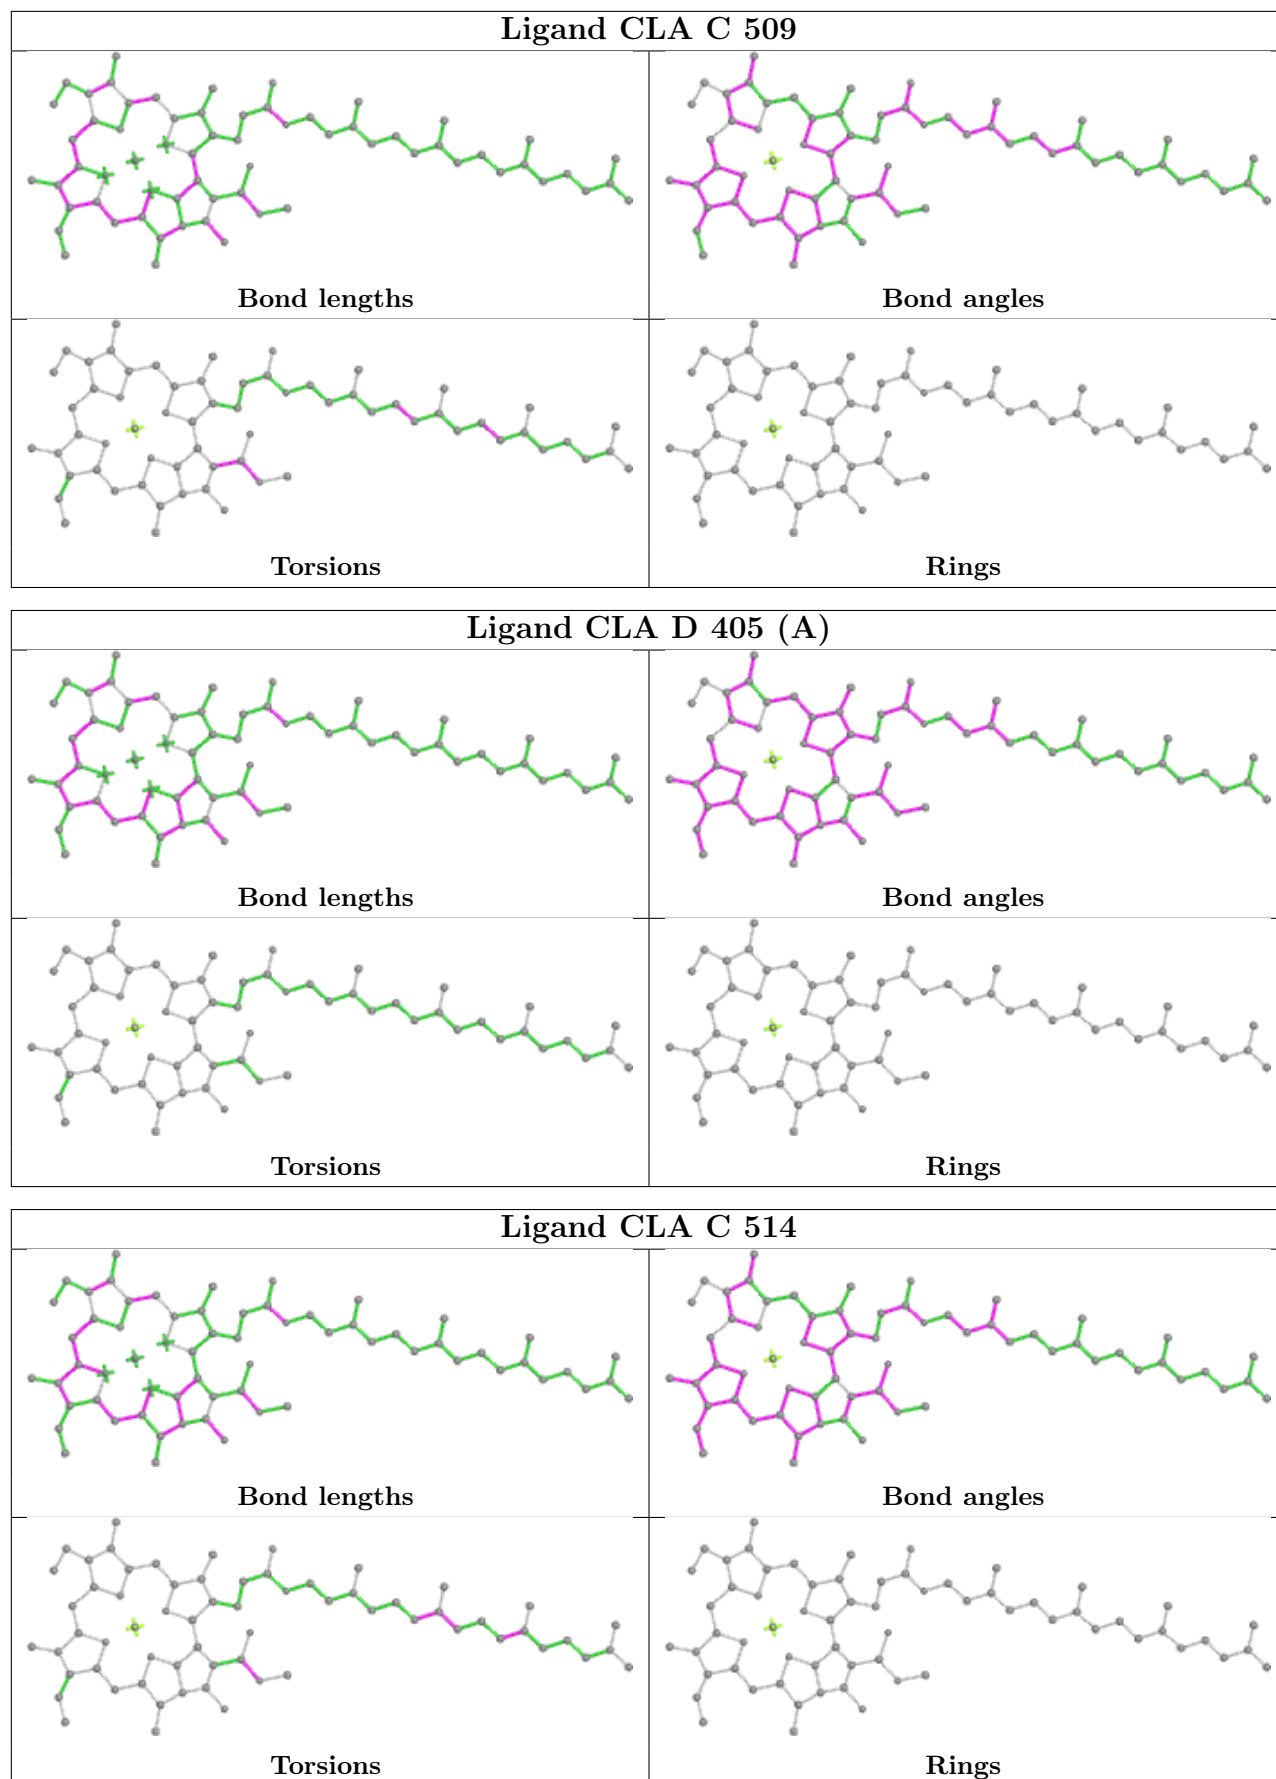 Ligand CLA C 509
Bond lengths
Bond angles
Torsions
Rings
Ligand CLA D 405 (A)
Bond lengths
Bond angles
Torsions
Rings
Ligand CLA C 514
Bond lengths
Bond angles
Torsions
Rings